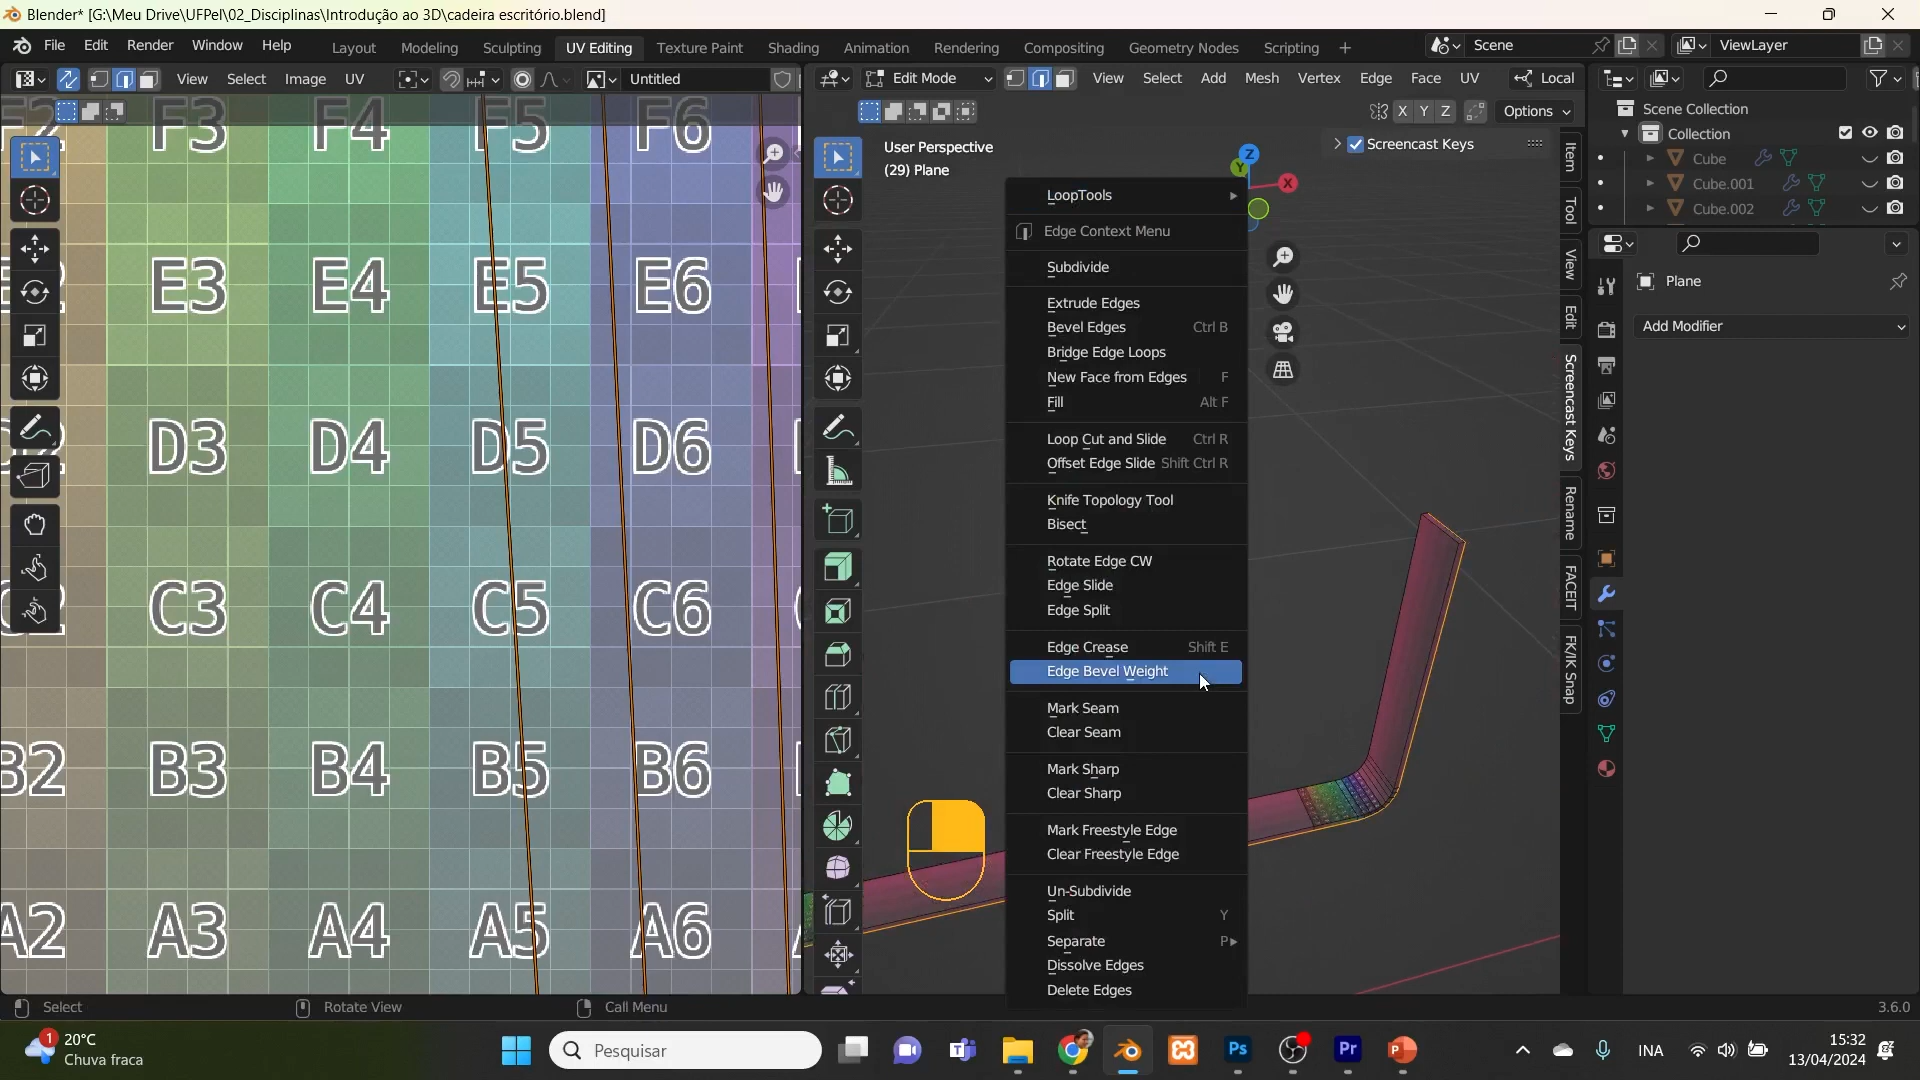 Blender* [G:\Meu Drive\UFPel\02_Disciplinas\Introdução ao 3D\cadeira escritório.blend]
File Edit Render Window Help
Layout Modeling Sculpting UV Editing Texture Paint Shading Animation Rendering Compositing Geometry Nodes Scripting +
Scene
ViewLayer
View Select Image UV
Untitled
Edit Mode
View Select Add Mesh Vertex Edge Face UV
Local
X Y Z
Options
F2 F3 F4 F5 F6
E3 E4 E5 E6
D3 D4 D5 D6
C3 C4 C5 C6
B2 B3 B4 B5 B6
A2 A3 A4 A5 A6
User Perspective
(29) Plane
Screencast Keys
Z
Y
X
LoopTools
Edge Context Menu
Subdivide
Extrude Edges
Bevel Edges Ctrl B
Bridge Edge Loops
New Face from Edges F
Fill Alt F
Loop Cut and Slide Ctrl R
Offset Edge Slide Shift Ctrl R
Knife Topology Tool
Bisect
Rotate Edge CW
Edge Slide
Edge Split
Edge Crease Shift E
Edge Bevel Weight
Mark Seam
Clear Seam
Mark Sharp
Clear Sharp
Mark Freestyle Edge
Clear Freestyle Edge
Un-Subdivide
Split Y
Separate P
Dissolve Edges
Delete Edges
Item
Tool
View
Edit
Screencast Keys
Rename
FACEIT
FK/IK Snap
Scene Collection
Collection
Cube
Cube.001
Cube.002
Plane
Add Modifier
Select
Rotate View
Call Menu
3.6.0
1
20°C
Chuva fraca
Pesquisar
Ps
Pr
INA
15:32
13/04/2024